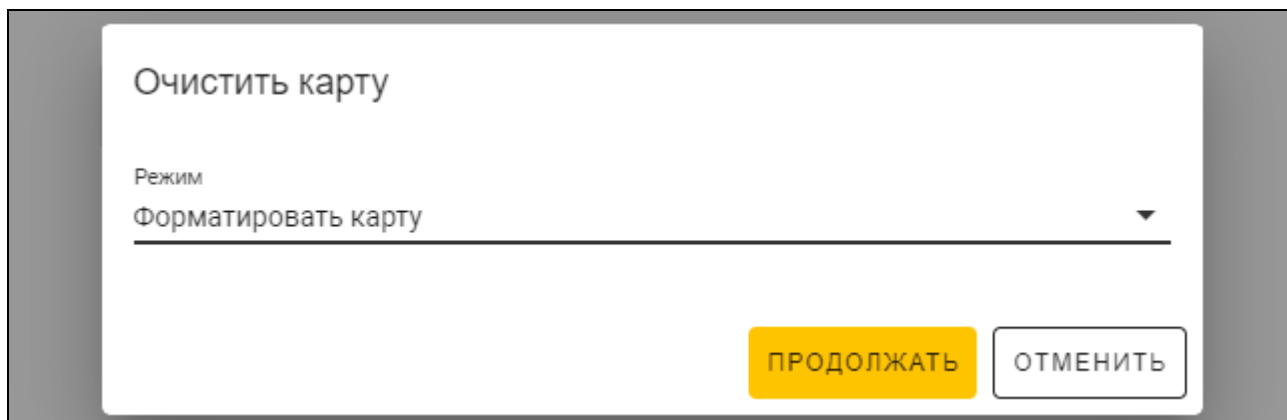 Очистить карту
Режим
Форматировать карту
ПРОДОЛЖАТЬ ОТМЕНИТЬ